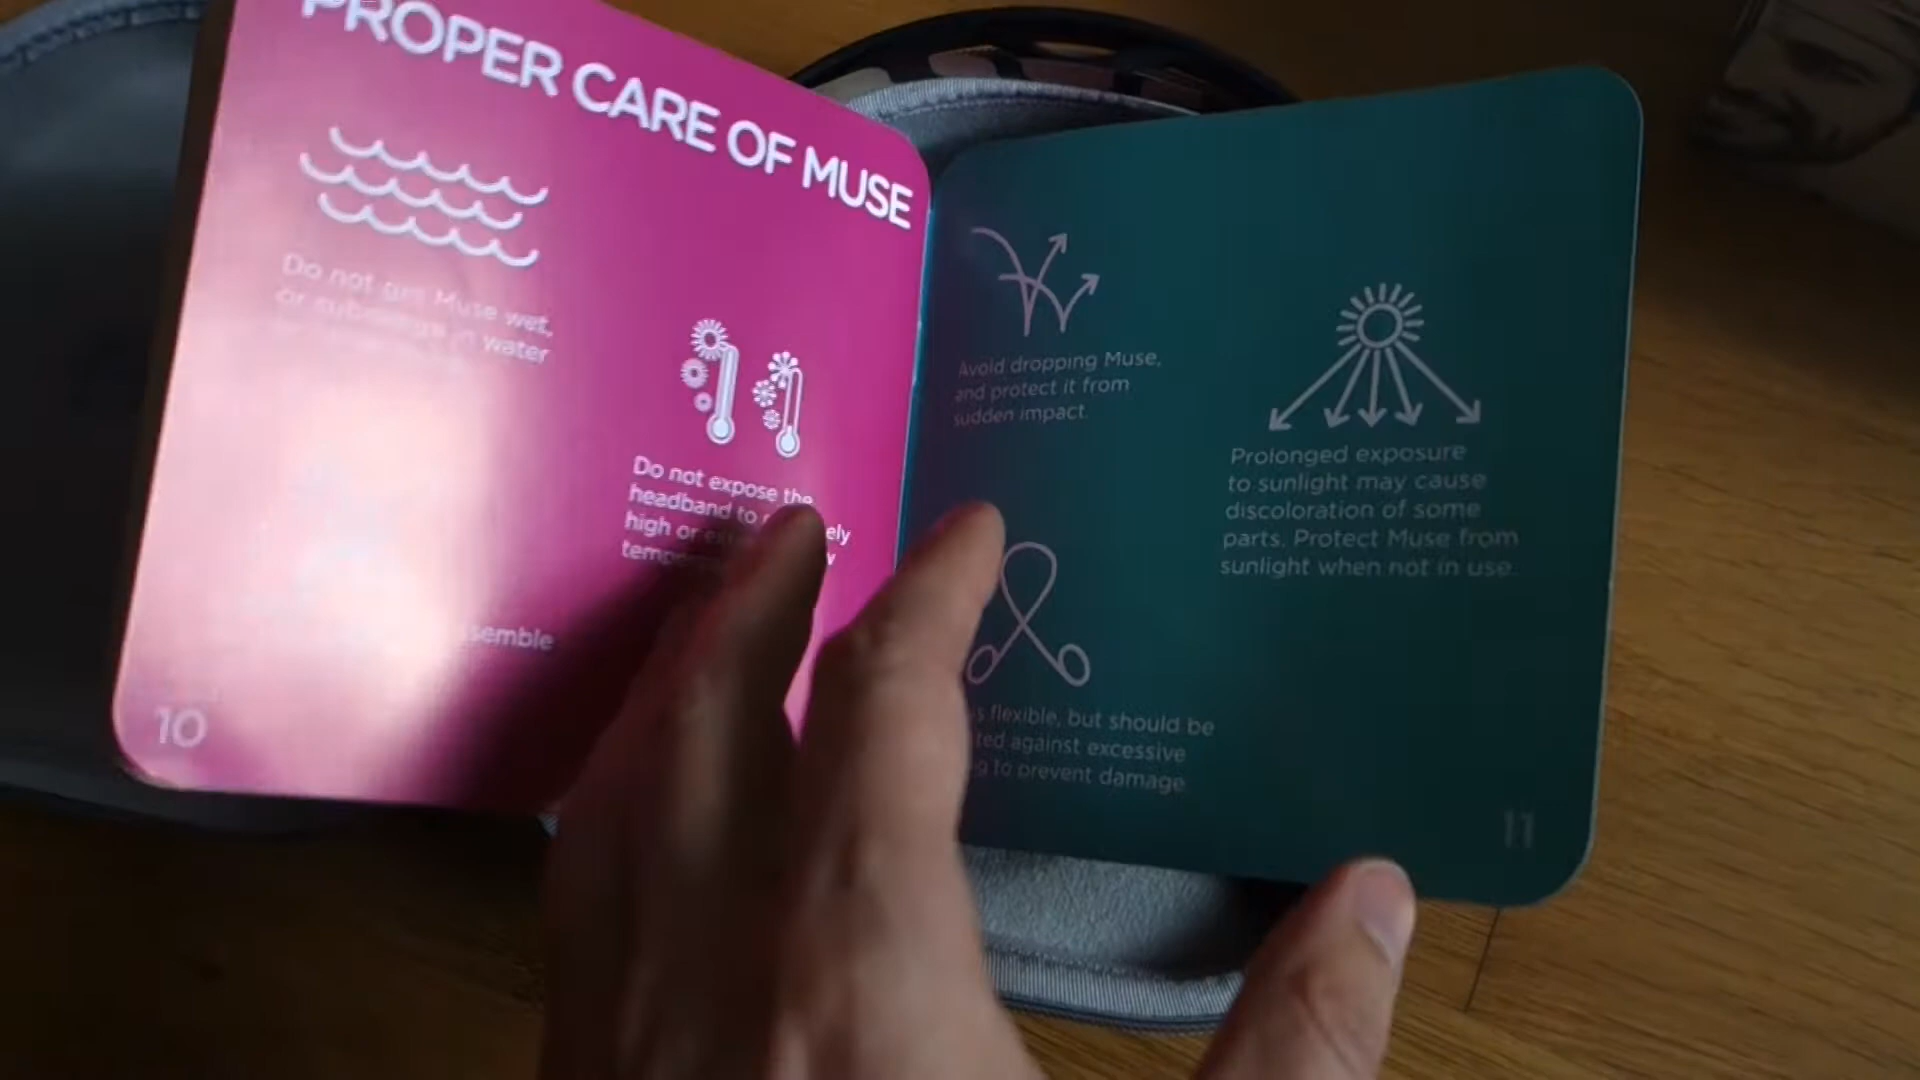 PROPER CARE OF MUSE
Do not get Muse wet,
or submerge in water
Do not expose the
headband to ely
high or
semble
10
Avoid dropping Muse,
and protect it from
sudden impact.
s flexible, but should be
ted against excessive
g to prevent damage
Prolonged exposure
to sunlight may cause
discoloration of some
parts. Protect Muse from
sunlight when not in use.
11